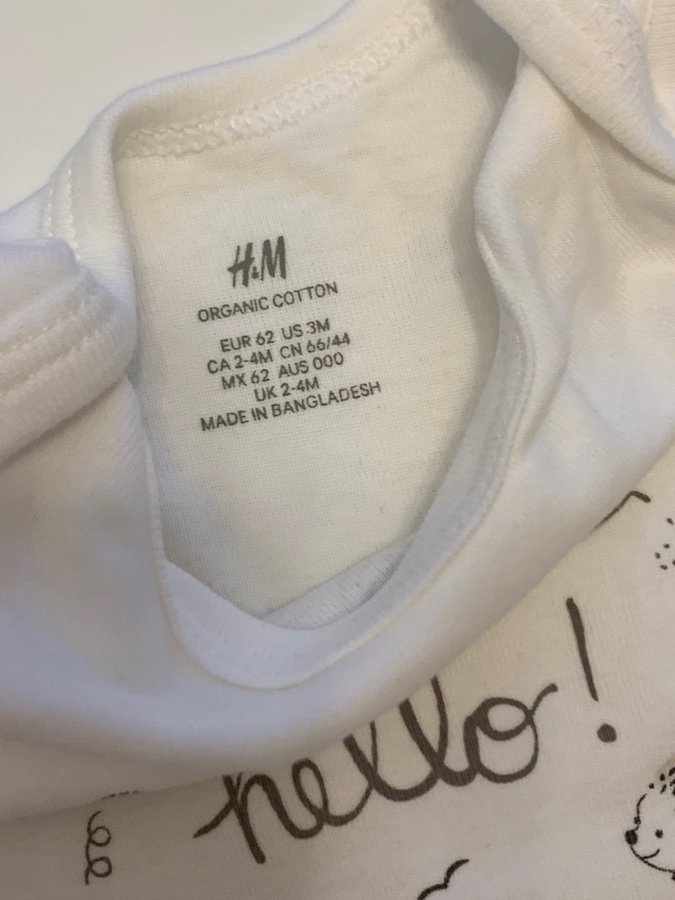 H&M
ORGANIC COTTON
EUR 62 US 3M
CA 2-4M CN 66/44
MX 62 AUS 000
UK 2-4M
MADE IN BANGLADESH
hello!